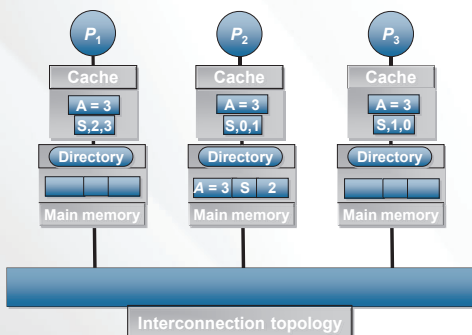 P1 P2 P3
Cache Cache Cache
A = 3 A = 3 A = 3
S,2,3 S,0,1 S,1,0
Directory Directory Directory
A = 3 S 2
Main memory Main memory Main memory
Interconnection topology